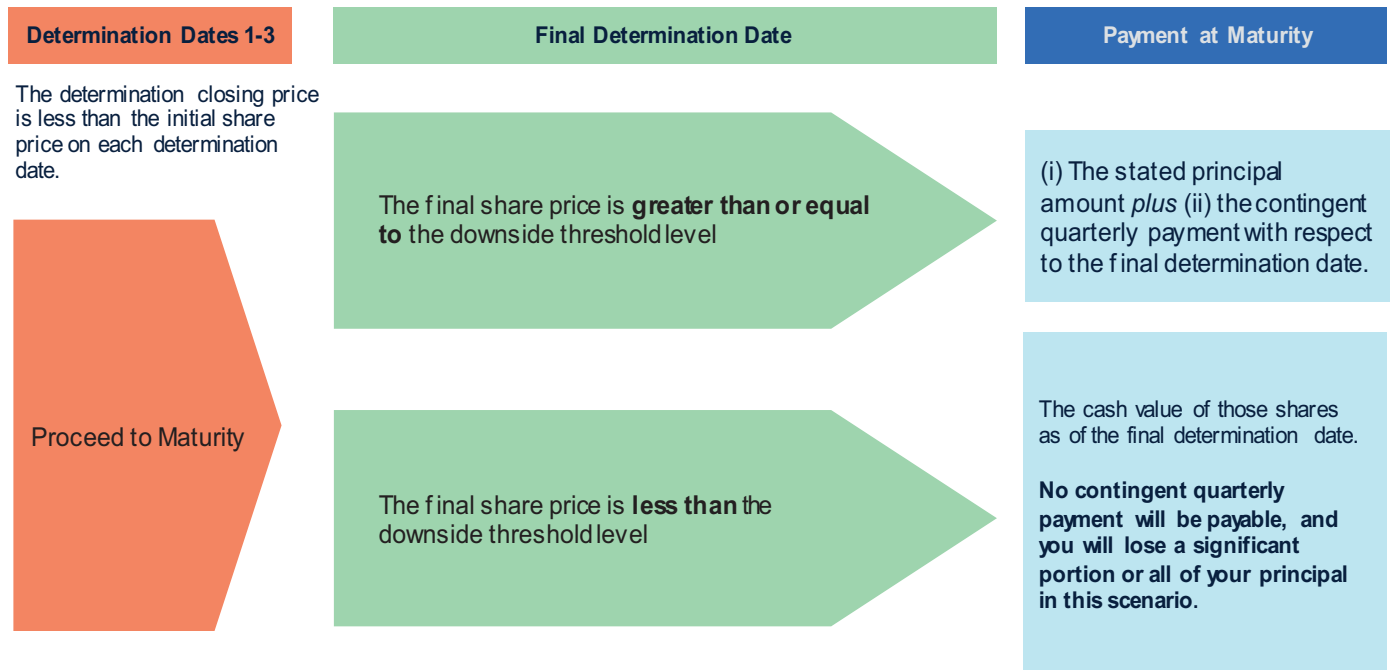 Determination Dates 1-3
Final Determination Date
Payment at Maturity
The determination closing price
is less than the initial share
price on each determination
date.
Proceed to Maturity
The final share price is greater than or equal
to the downside threshold level
(i) The stated principal
amount plus (ii) the contingent
quarterly payment with respect
to the final determination date.
The final share price is less than the
downside threshold level
The cash value of those shares
as of the final determination date.
No contingent quarterly
payment will be payable, and
you will lose a significant
portion or all of your principal
in this scenario.